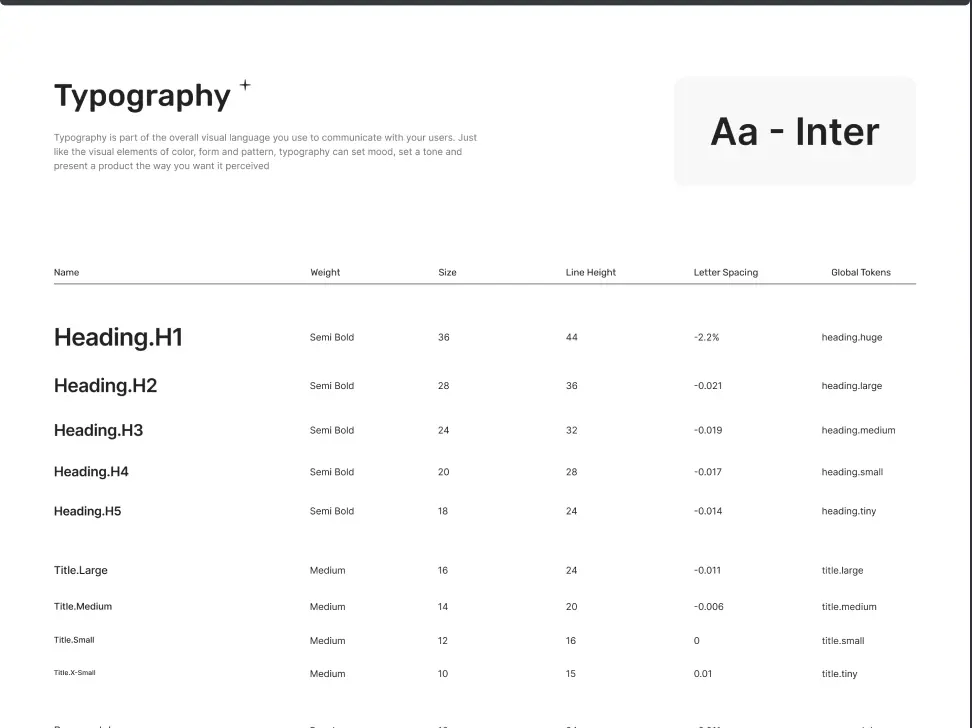 Typography
Aa - Inter
Typography is part of the overall visual language you use to communicate with your users. Just
like the visual elements of color, form and pattern, typography can set mood, set a tone and
present a product the way you want it perceived
Name Weight Size Line Height Letter Spacing Global Tokens
Heading.H1 Semi Bold 36 44 -2.2% heading.huge
Heading.H2 Semi Bold 28 36 -0.021 heading.large
Heading.H3 Semi Bold 24 32 -0.019 heading.medium
Heading.H4 Semi Bold 20 28 -0.017 heading.small
Heading.H5 Semi Bold 18 24 -0.014 heading.tiny
Title.Large Medium 16 24 -0.011 title.large
Title.Medium Medium 14 20 -0.006 title.medium
Title.Small Medium 12 16 0 title.small
Title.X-Small Medium 10 15 0.01 title.tiny